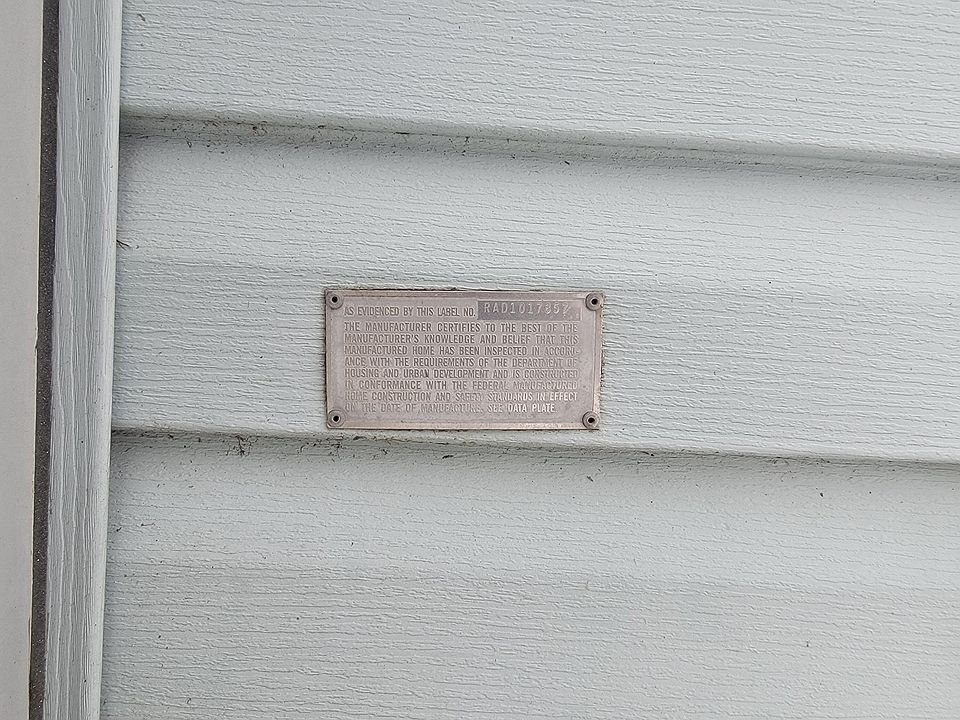 AS EVIDENCED BY THIS LABEL NO. RAD1017857
THE MANUFACTURER CERTIFIES TO THE BEST OF THE
MANUFACTURER'S KNOWLEDGE AND BELIEF THAT THIS
MANUFACTURED HOME HAS BEEN INSPECTED IN ACCORD-
ANCE WITH THE REQUIREMENTS OF THE DEPARTMENT OF
HOUSING AND URBAN DEVELOPMENT AND IS CONSTRUCTED
IN CONFORMANCE WITH THE FEDERAL MANUFACTURED
HOME CONSTRUCTION AND SAFETY STANDARDS IN EFFECT
ON THE DATE OF MANUFACTURE. SEE DATA PLATE.